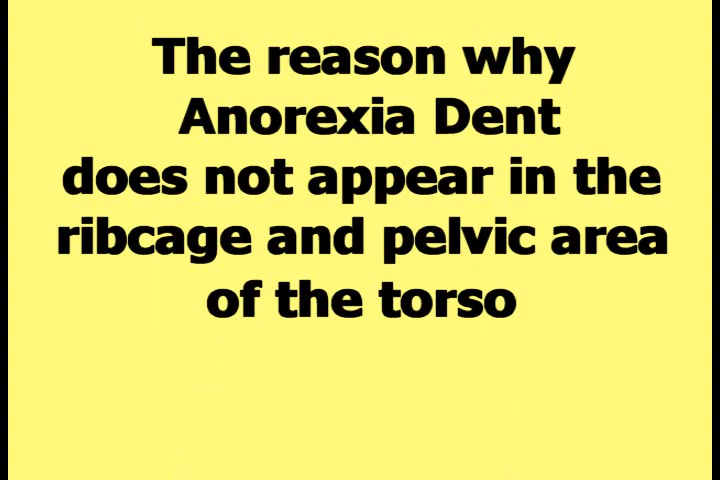 The reason why
Anorexia Dent
does not appear in the
ribcage and pelvic area
of the torso